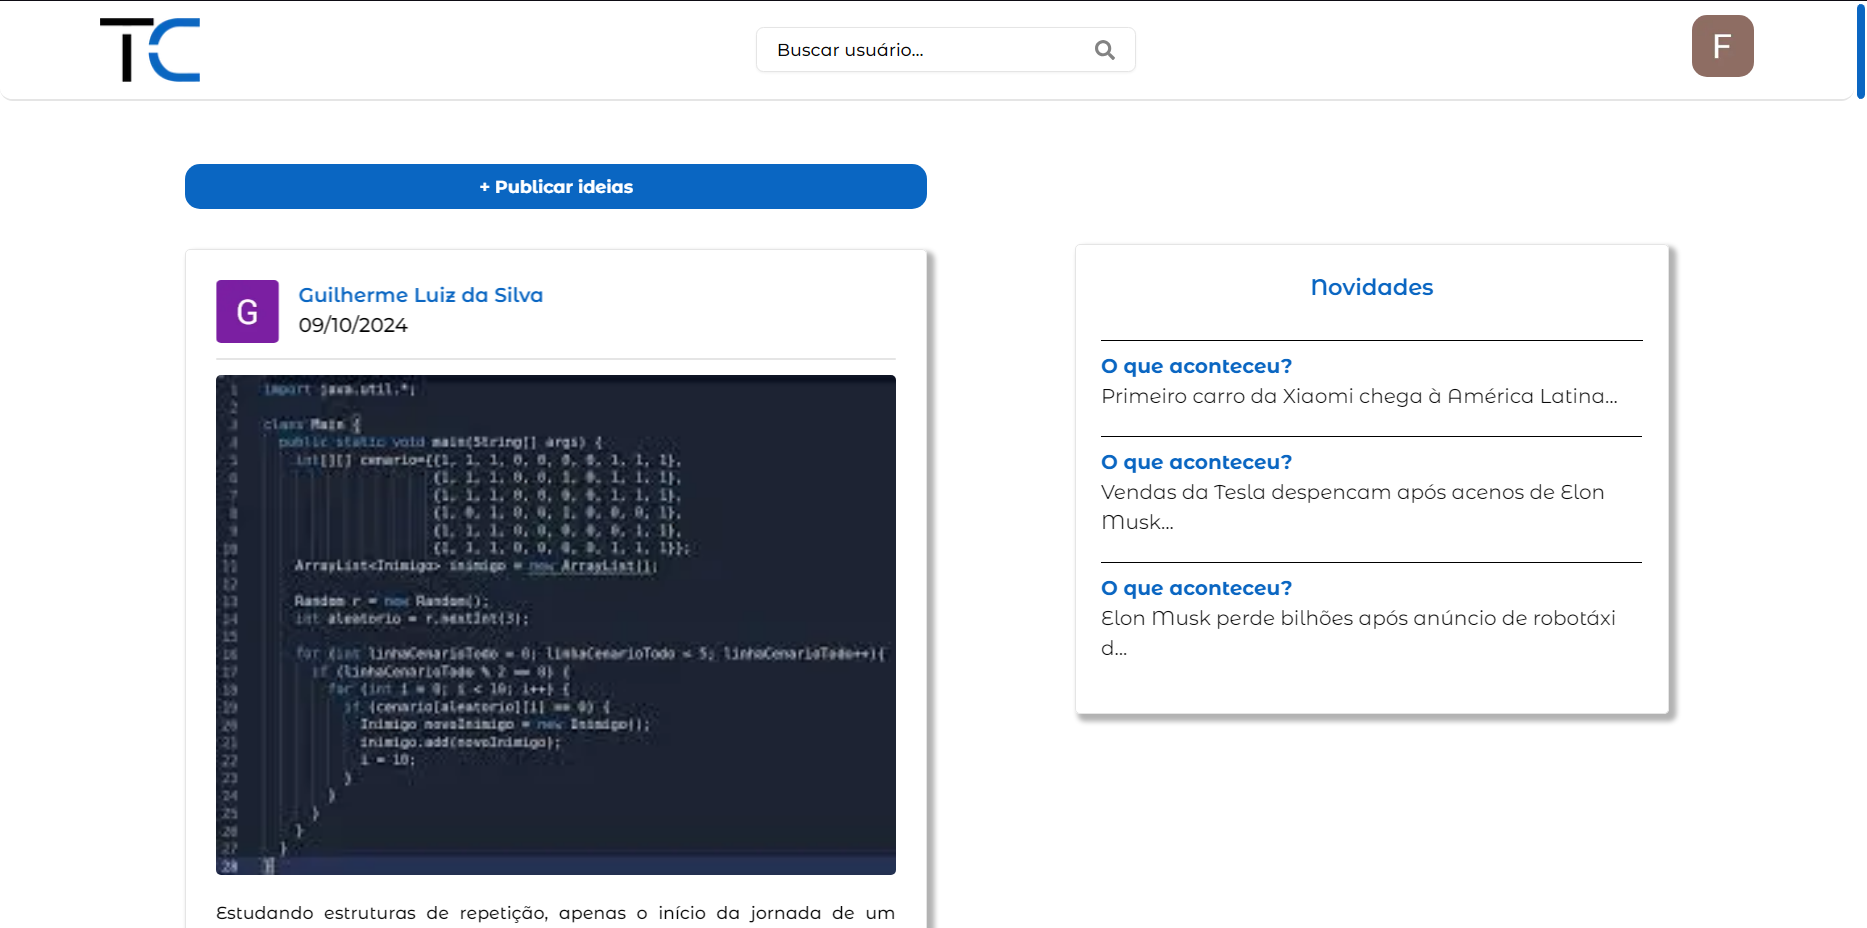 TC
Buscar usuário...
F
+ Publicar ideias
G
Guilherme Luiz da Silva
09/10/2024
1 import java.util.*;
2
3 class Main {
4 public static void main(String[] args) {
5 int[][] cenario={{1, 1, 1, 0, 0, 0, 0, 1, 1, 1},
6 {1, 1, 1, 0, 0, 1, 0, 1, 1, 1},
7 {1, 1, 1, 0, 0, 0, 0, 1, 1, 1},
8 {1, 0, 1, 0, 0, 1, 0, 0, 0, 1},
9 {1, 1, 1, 0, 0, 0, 0, 0, 1, 1},
10 {1, 1, 1, 0, 0, 0, 0, 1, 1, 1}};
11 ArrayList<Inimigo> inimigo = new ArrayList();
12
13 Random r = new Random();
14 int aleatorio = r.nextInt(3);
15
16 for (int linhaCenarioTodo = 0; linhaCenarioTodo < 5; linhaCenarioTodo++){
17 if (linhaCenarioTodo % 2 == 0) {
18 for (int i = 0; i < 10; i++) {
19 if (cenario[aleatorio][i] == 0) {
20 Inimigo novoInimigo = new Inimigo();
21 inimigo.add(novoInimigo);
22 i = 10;
23 }
24 }
25 }
26 }
27 }
28 }
Estudando estruturas de repetição, apenas o início da jornada de um
Novidades
O que aconteceu?
Primeiro carro da Xiaomi chega à América Latina...
O que aconteceu?
Vendas da Tesla despencam após acenos de Elon
Musk...
O que aconteceu?
Elon Musk perde bilhões após anúncio de robotáxi
d...